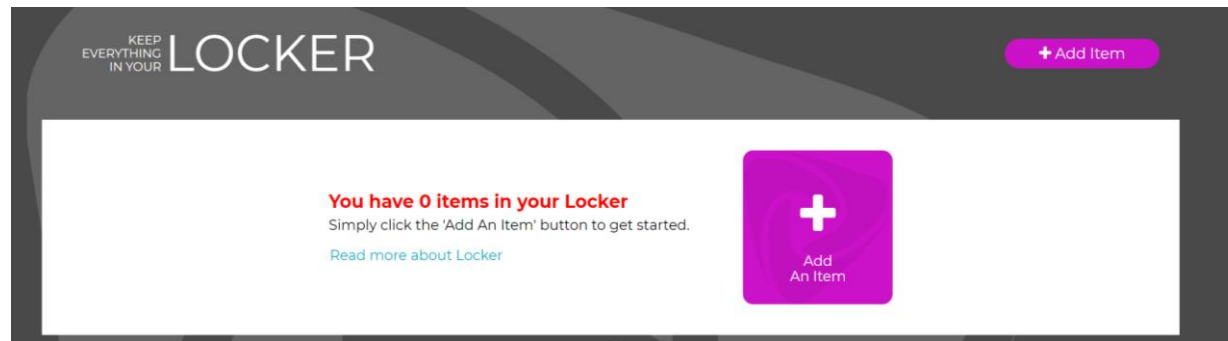 KEEP
EVERYTHING
IN YOUR
LOCKER
+ Add Item
You have 0 items in your Locker
Simply click the 'Add An Item' button to get started.
Read more about Locker
Add
An Item